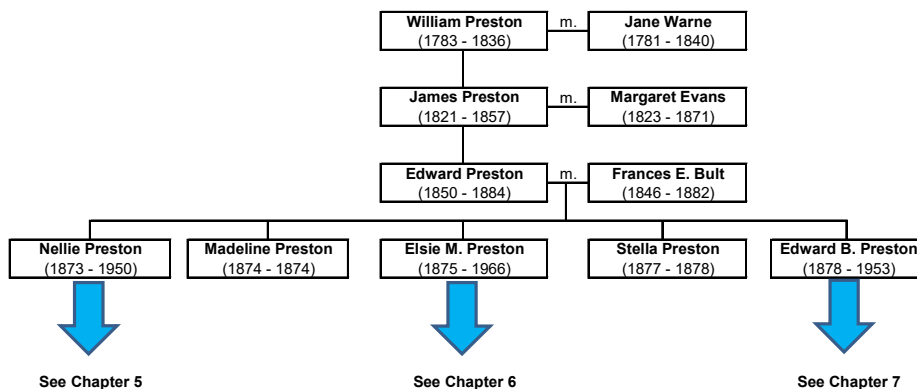 William Preston m. Jane Warne
(1783 - 1836) (1781 - 1840)
James Preston m. Margaret Evans
(1821 - 1857) (1823 - 1871)
Edward Preston m. Frances E. Bult
(1850 - 1884) (1846 - 1882)
Nellie Preston Madeline Preston Elsie M. Preston Stella Preston Edward B. Preston
(1873 - 1950) (1874 - 1874) (1875 - 1966) (1877 - 1878) (1878 - 1953)
See Chapter 5 See Chapter 6 See Chapter 7